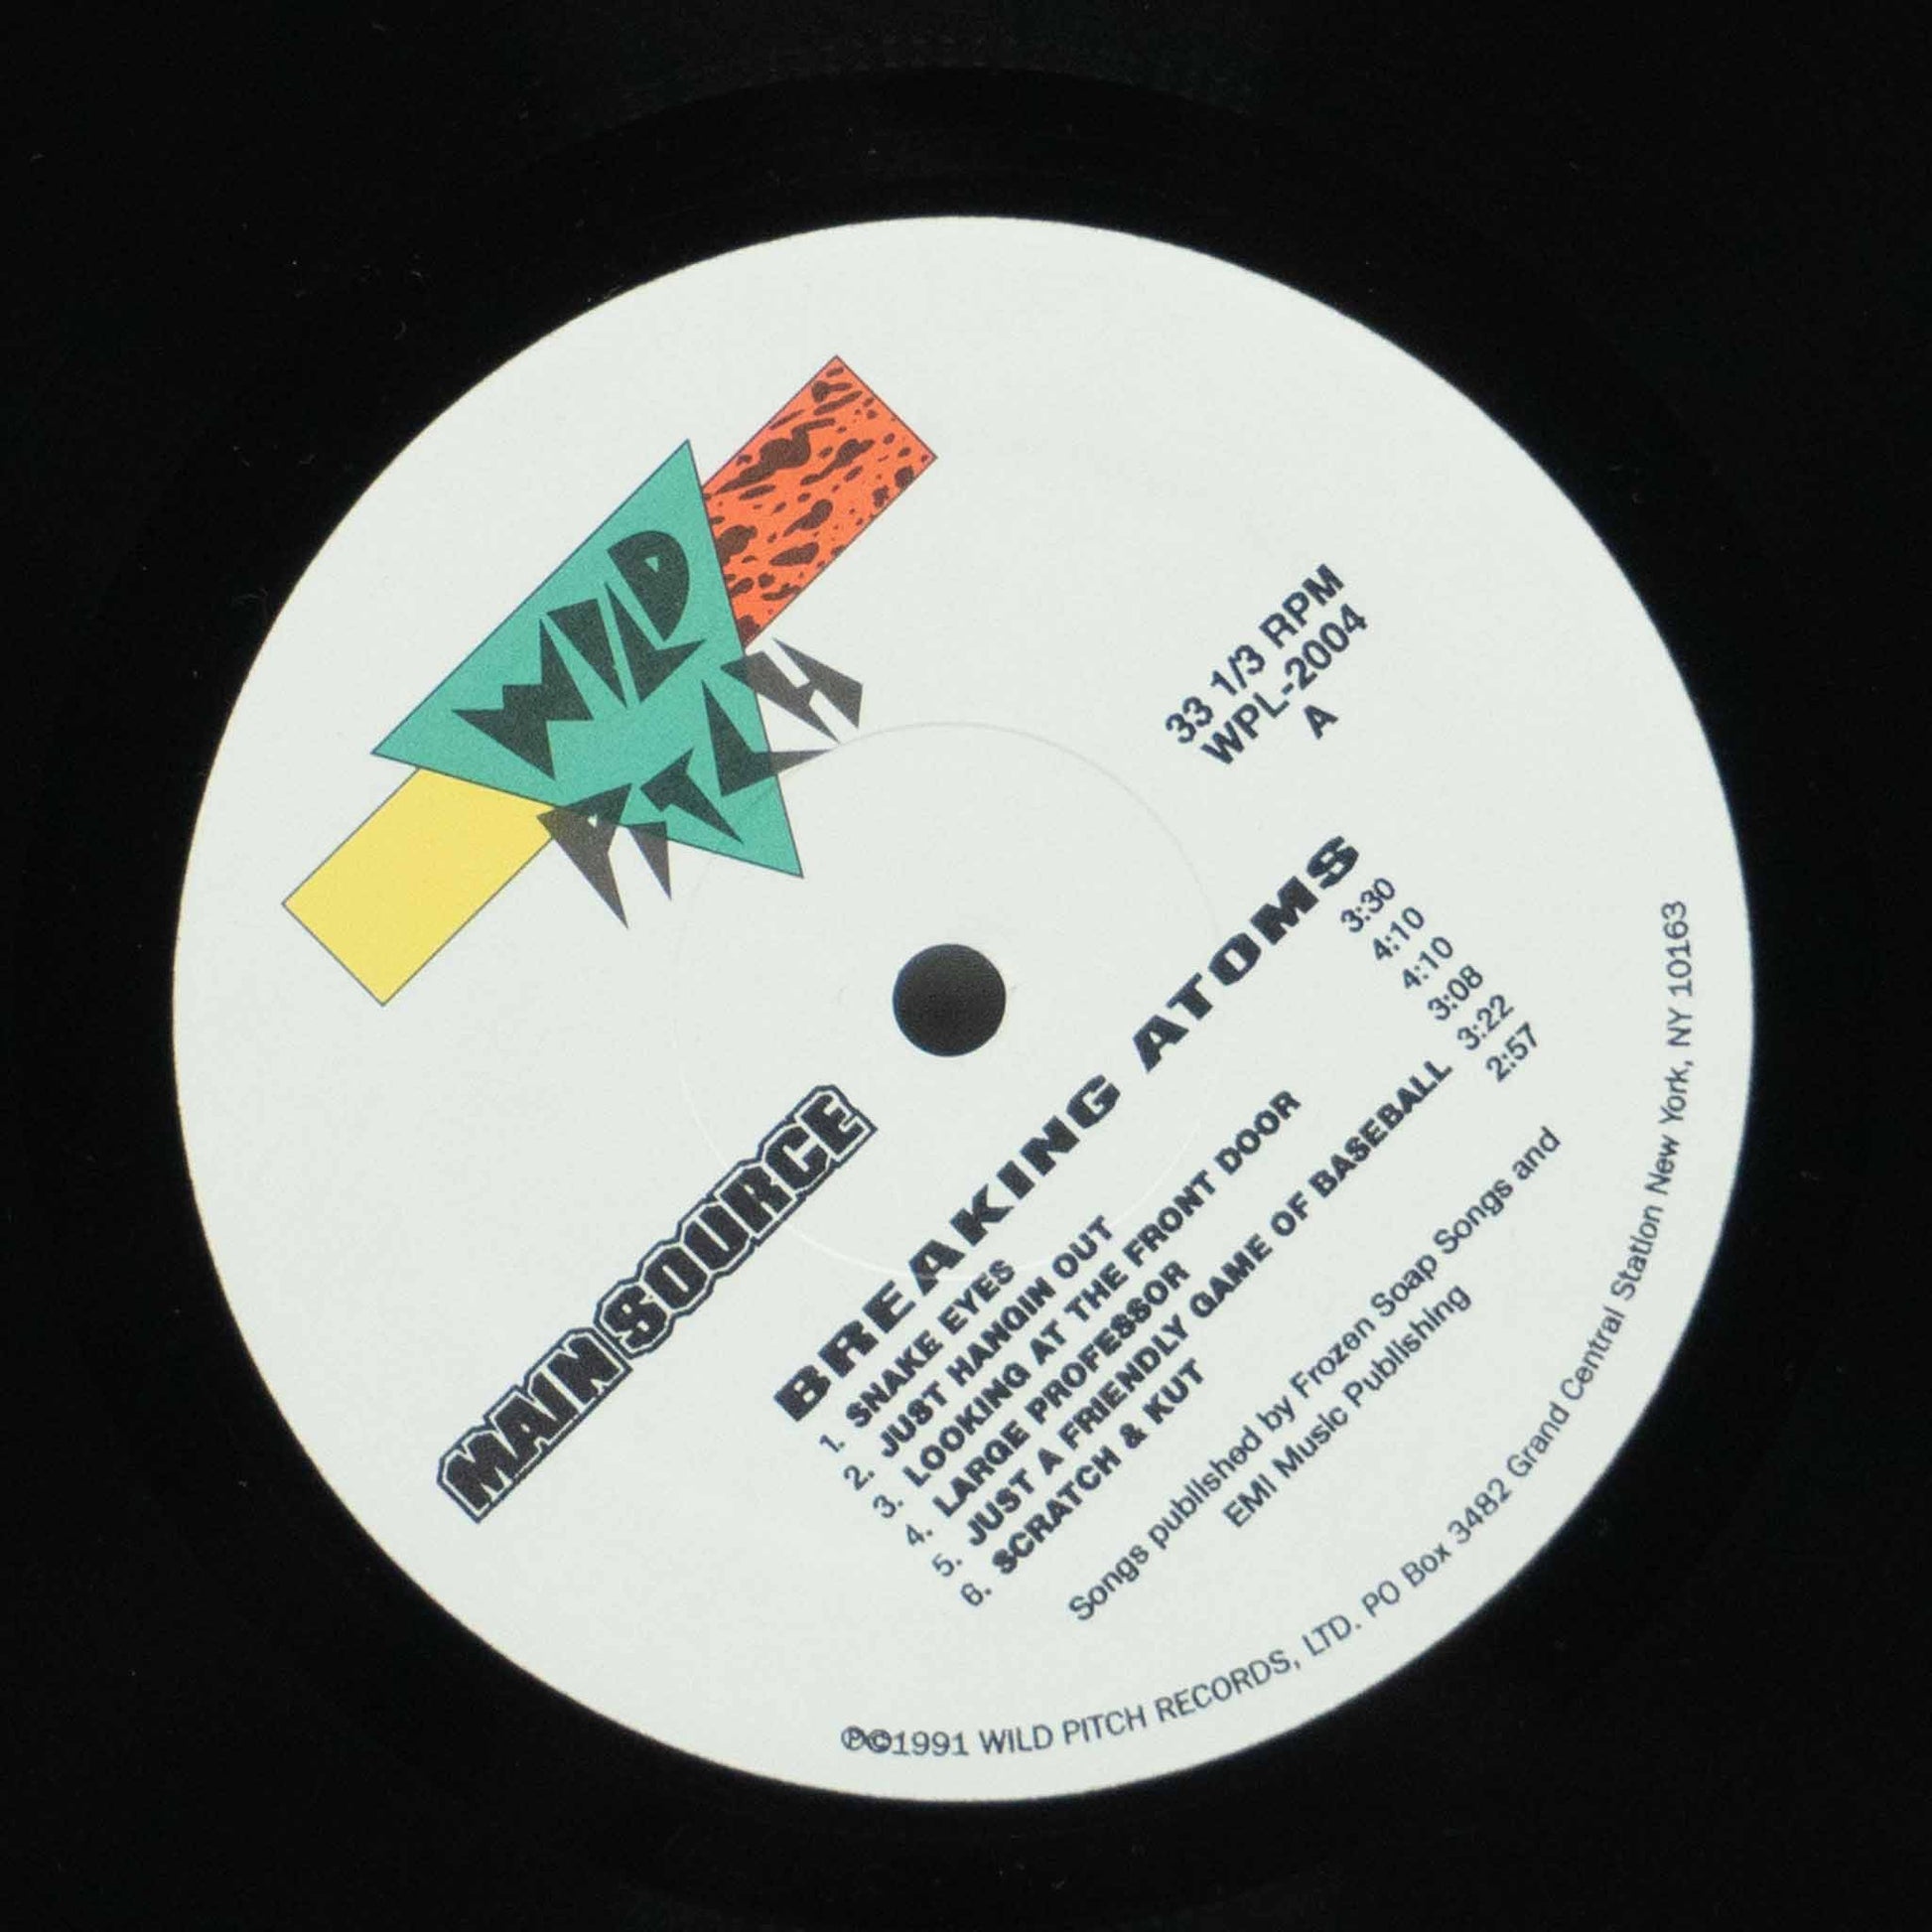 WILD
PITCH
33 1/3 RPM
WPL-2004
A
MAIN SOURCE
BREAKING ATOMS
1. SNAKE EYES 3:30
2. JUST HANGIN OUT 4:10
3. LOOKING AT THE FRONT DOOR 4:10
4. LARGE PROFESSOR 3:08
5. JUST A FRIENDLY GAME OF BASEBALL 3:22
6. SCRATCH & KUT 2:57
Songs published by Frozen Soap Songs and
EMI Music Publishing
℗©1991 WILD PITCH RECORDS, LTD. PO Box 3482 Grand Central Station New York, NY 10163